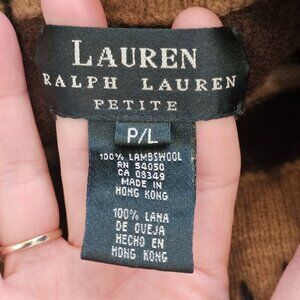 LAUREN
RALPH LAUREN
PETITE
P/L
100% LAMBSWOOL
RN 54050
CA 08349
MADE IN
HONG KONG
100% LANA
DE OVEJA
HECHO EN
HONG KONG